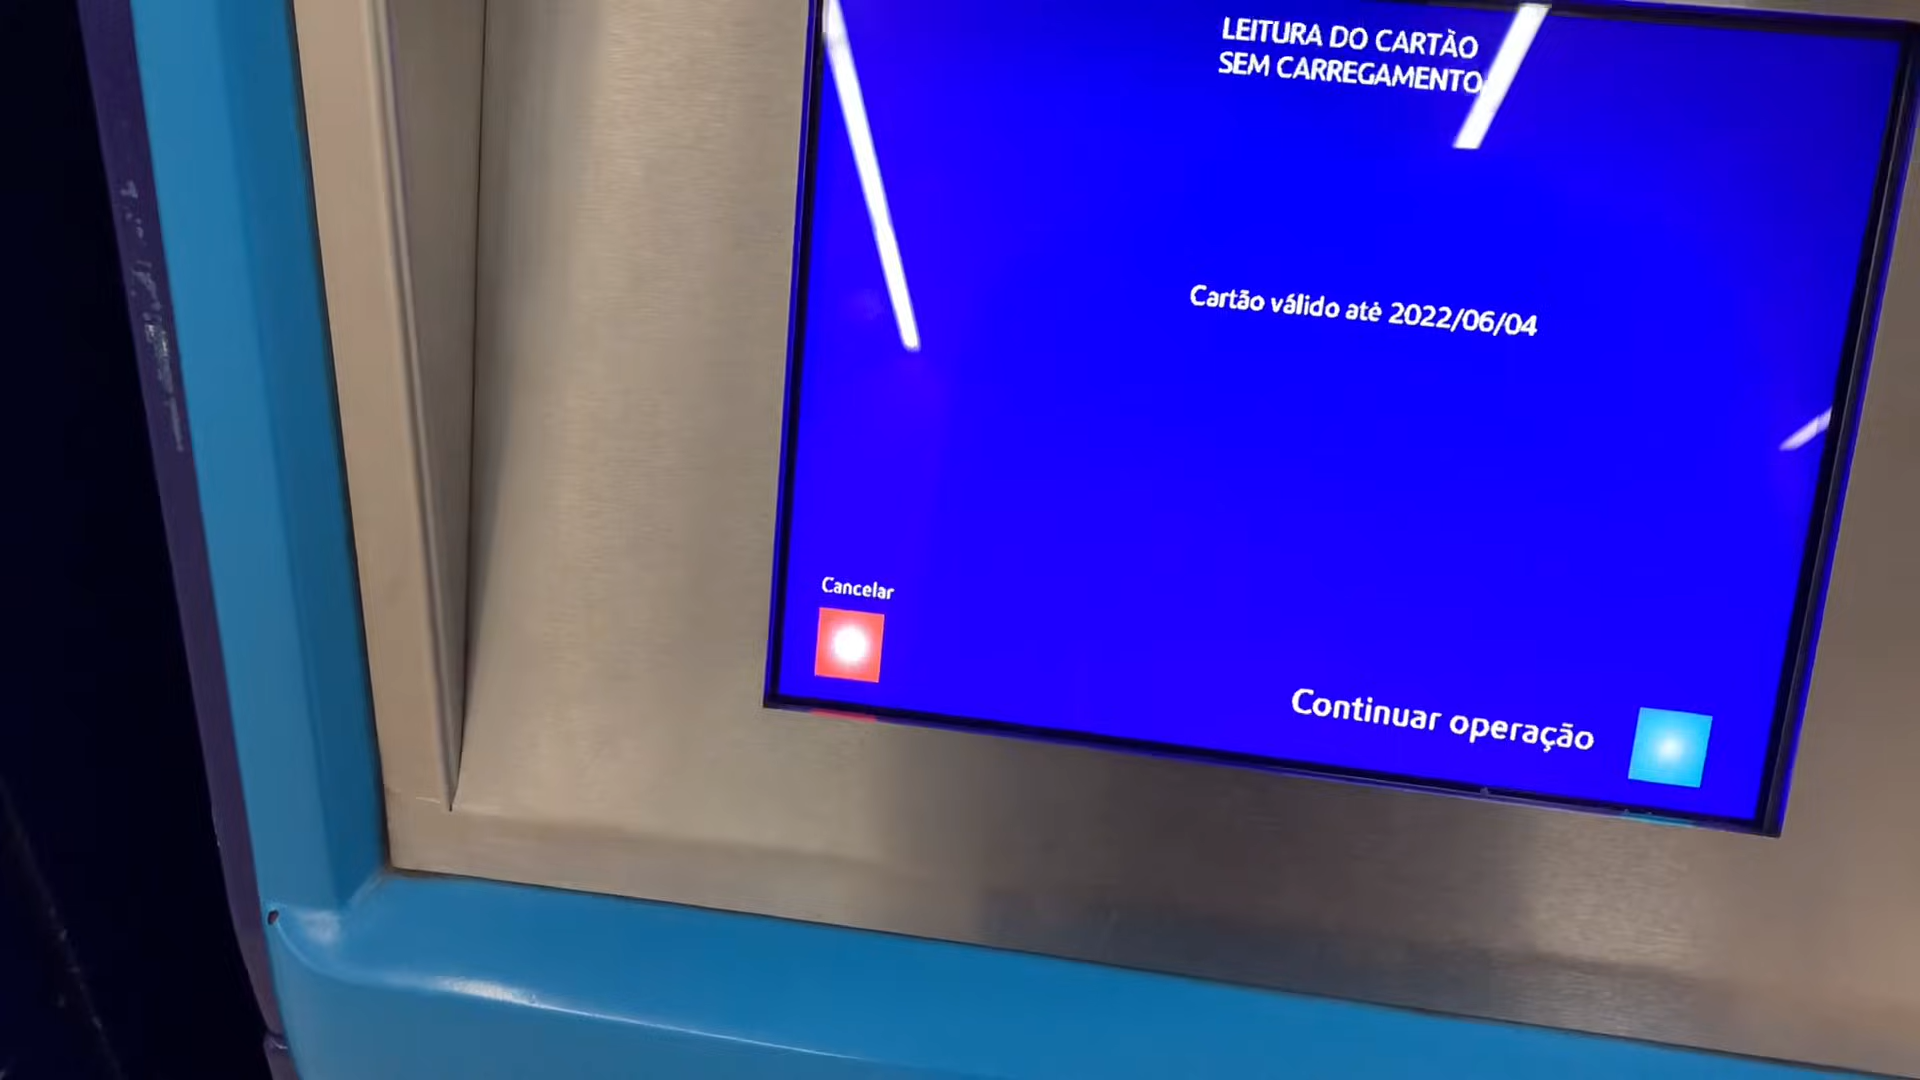 LEITURA DO CARTÃO
SEM CARREGAMENTO
Cartão válido até 2022/06/04
Cancelar
Continuar operação